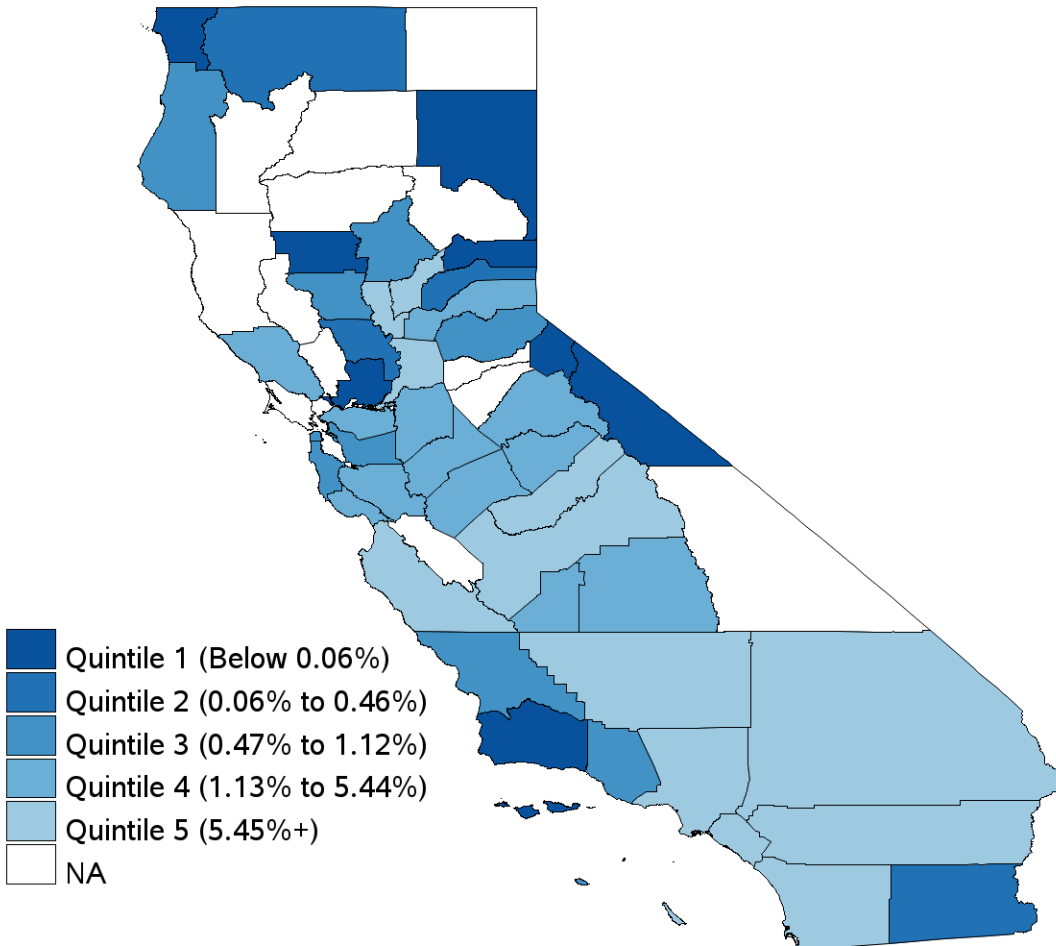 Quintile 1 (Below 0.06%)
Quintile 2 (0.06% to 0.46%)
Quintile 3 (0.47% to 1.12%)
Quintile 4 (1.13% to 5.44%)
Quintile 5 (5.45%+)
NA